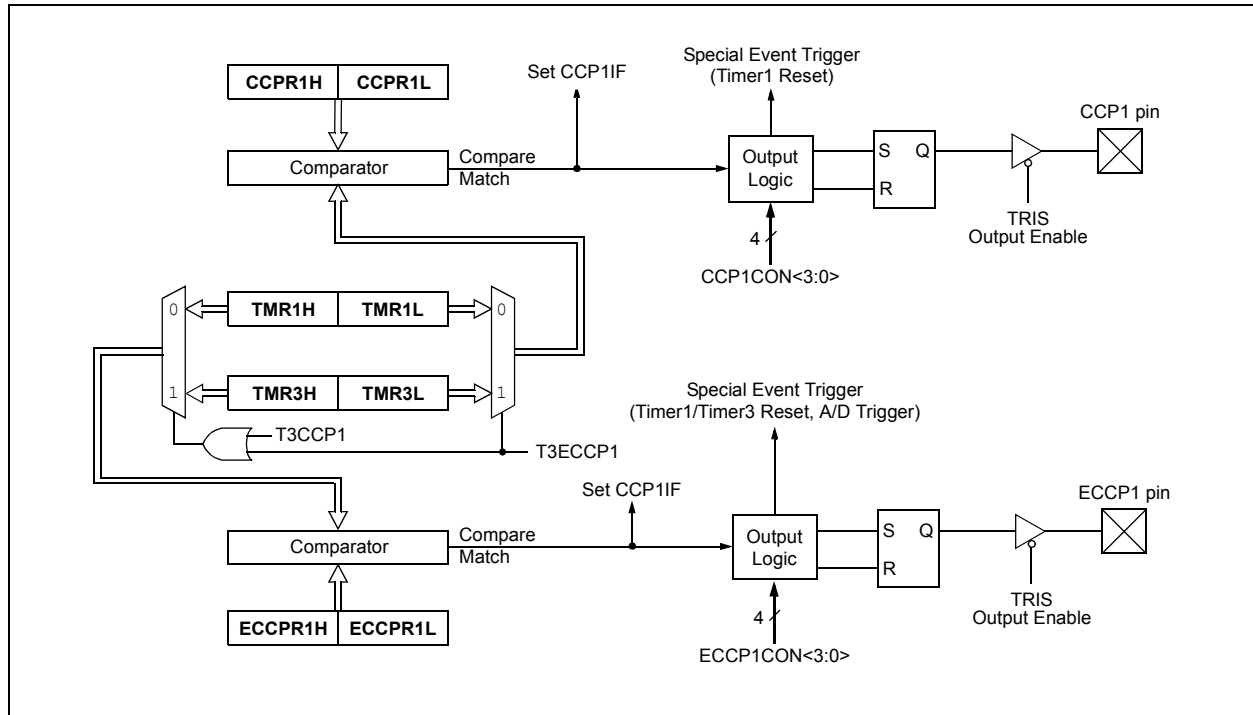 CCPR1H CCPR1L
Set CCP1IF
Special Event Trigger
(Timer1 Reset)
CCP1 pin
Comparator
Compare
Match
Output
Logic
S Q
R
TRIS
Output Enable
4
CCP1CON<3:0>
0
TMR1H TMR1L
0
1
TMR3H TMR3L
1
T3CCP1
T3ECCP1
Special Event Trigger
(Timer1/Timer3 Reset, A/D Trigger)
Set CCP1IF
ECCP1 pin
Comparator
Compare
Match
Output
Logic
S Q
R
TRIS
Output Enable
4
ECCPR1H ECCPR1L
ECCP1CON<3:0>